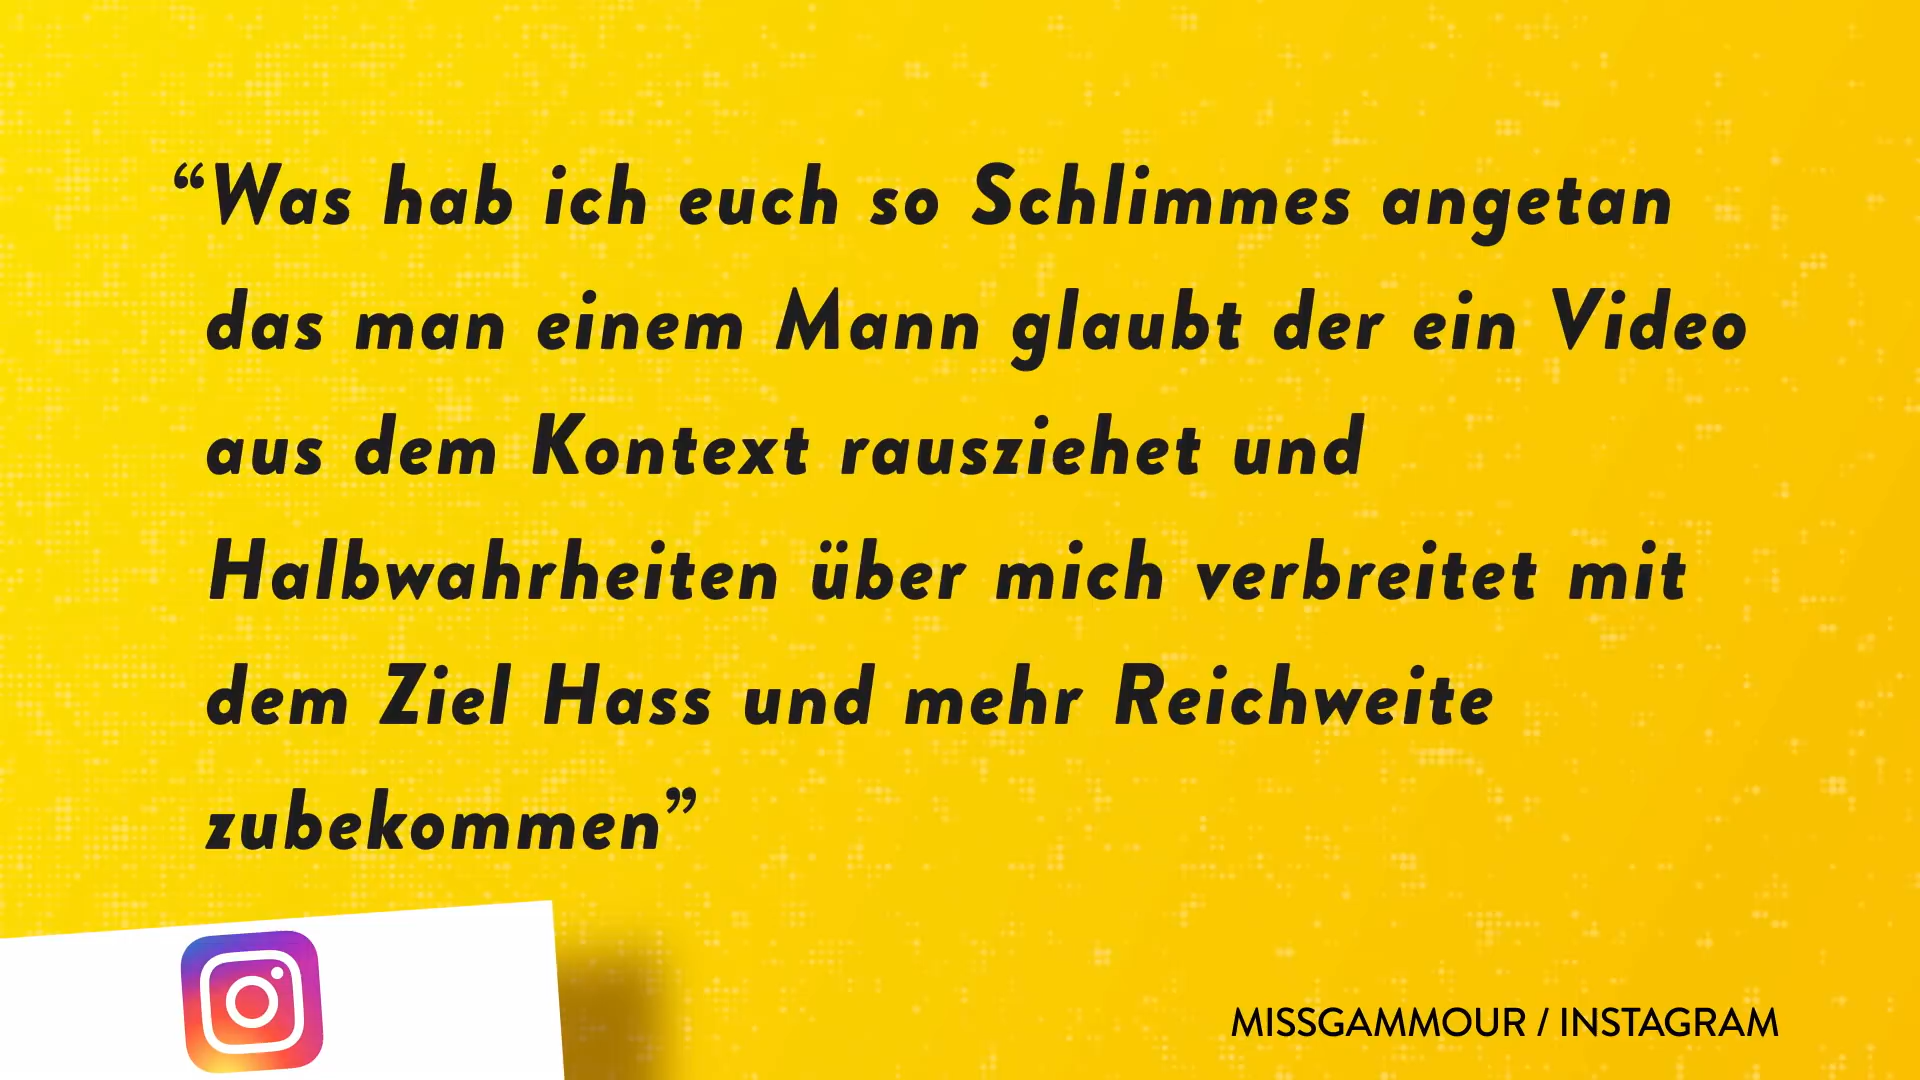 “Was hab ich euch so Schlimmes angetan
das man einem Mann glaubt der ein Video
aus dem Kontext rausziehet und
Halbwahrheiten über mich verbreitet mit
dem Ziel Hass und mehr Reichweite
zubekommen”
MISSGAMMOUR / INSTAGRAM